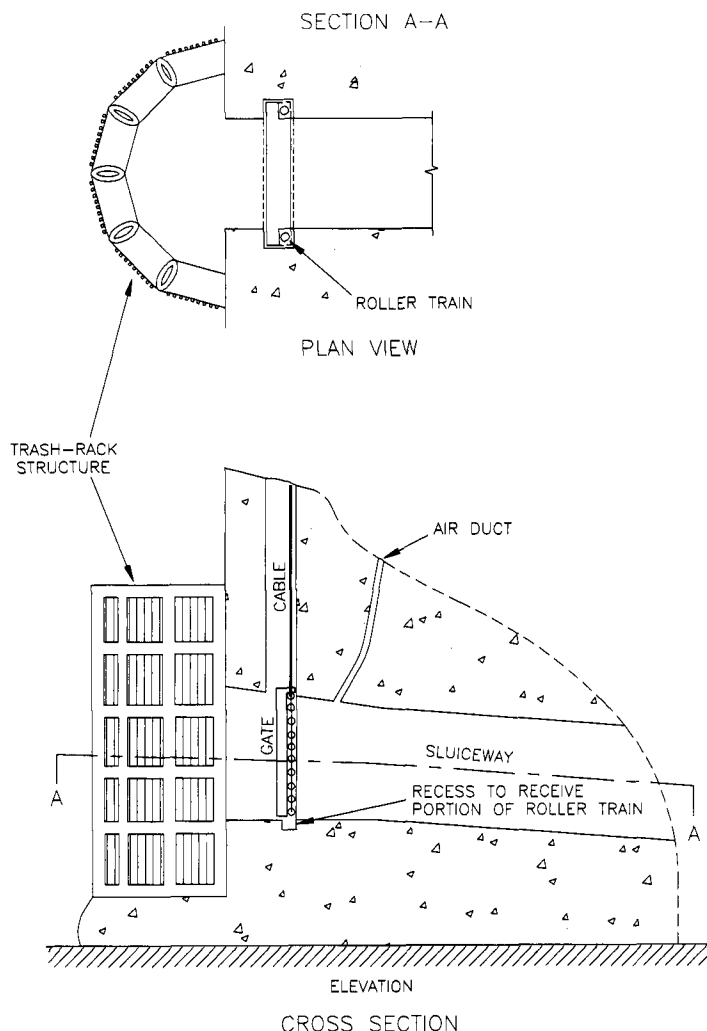 SECTION A-A
ROLLER TRAIN
PLAN VIEW
TRASH-RACK
STRUCTURE
AIR DUCT
CABLE
GATE
SLUICEWAY
A
RECESS TO RECEIVE
PORTION OF ROLLER TRAIN
A
ELEVATION
CROSS SECTION